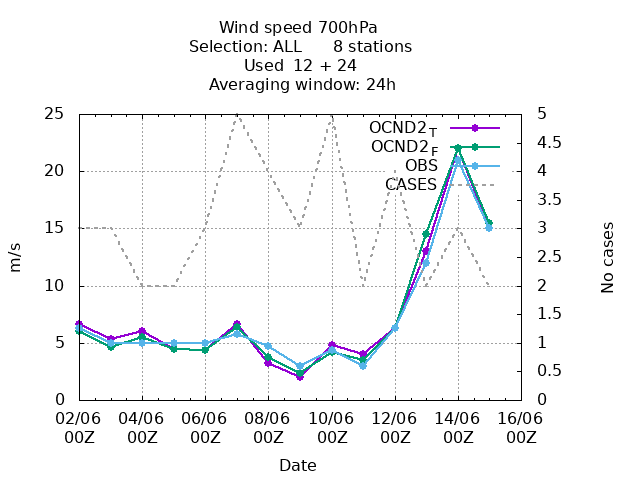 Wind speed 700hPa
Selection: ALL 8 stations
Used 12 + 24
Averaging window: 24h
OCND2 T
OCND2 F
OBS
CASES
25
20
15
10
5
0
m/s
5
4.5
4
3.5
3
2.5
2
1.5
1
0.5
0
No cases
02/06 04/06 06/06 08/06 10/06 12/06 14/06 16/06
00Z 00Z 00Z 00Z 00Z 00Z 00Z 00Z
Date